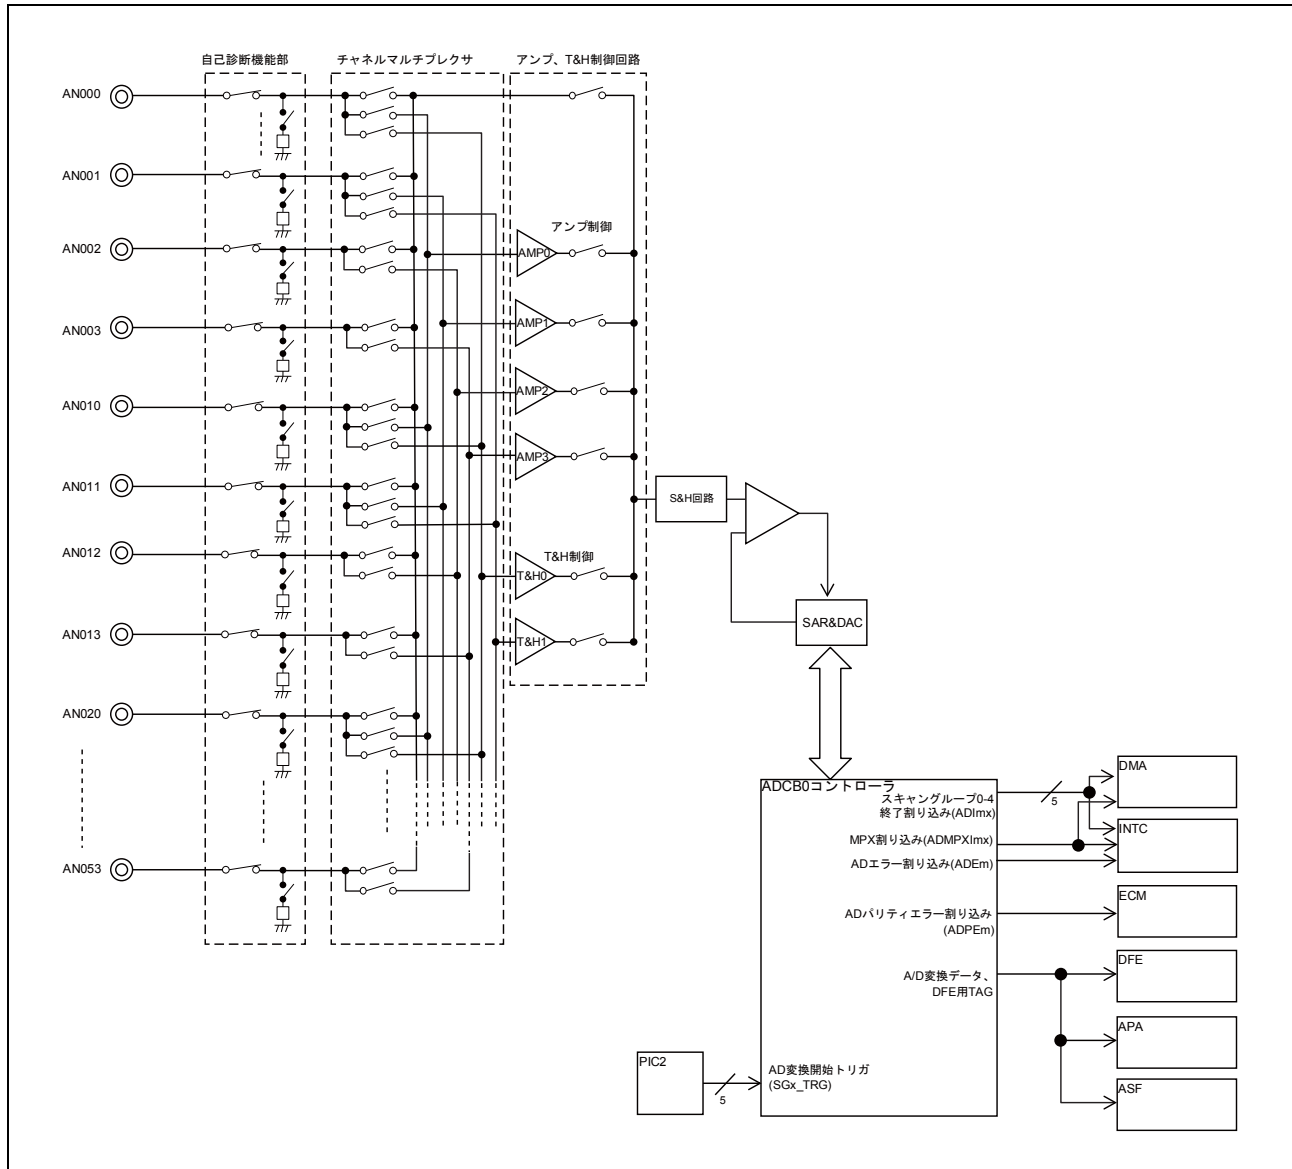 自己診断機能部
チャネルマルチプレクサ
アンプ、T&H制御回路
AN000
AN001
AN002
AN003
AN010
AN011
AN012
AN013
AN020
AN053
アンプ制御
AMP0
AMP1
AMP2
AMP3
T&H制御
T&H0
T&H1
S&H回路
SAR&DAC
ADCB0コントローラ
スキャングループ0-4
終了割り込み(ADImx)
MPX割り込み(ADMPXImx)
ADエラー割り込み(ADEm)
ADパリティエラー割り込み
(ADPEm)
A/D変換データ、
DFE用TAG
AD変換開始トリガ
(SGx_TRG)
5
DMA
INTC
ECM
DFE
APA
ASF
PIC2
5